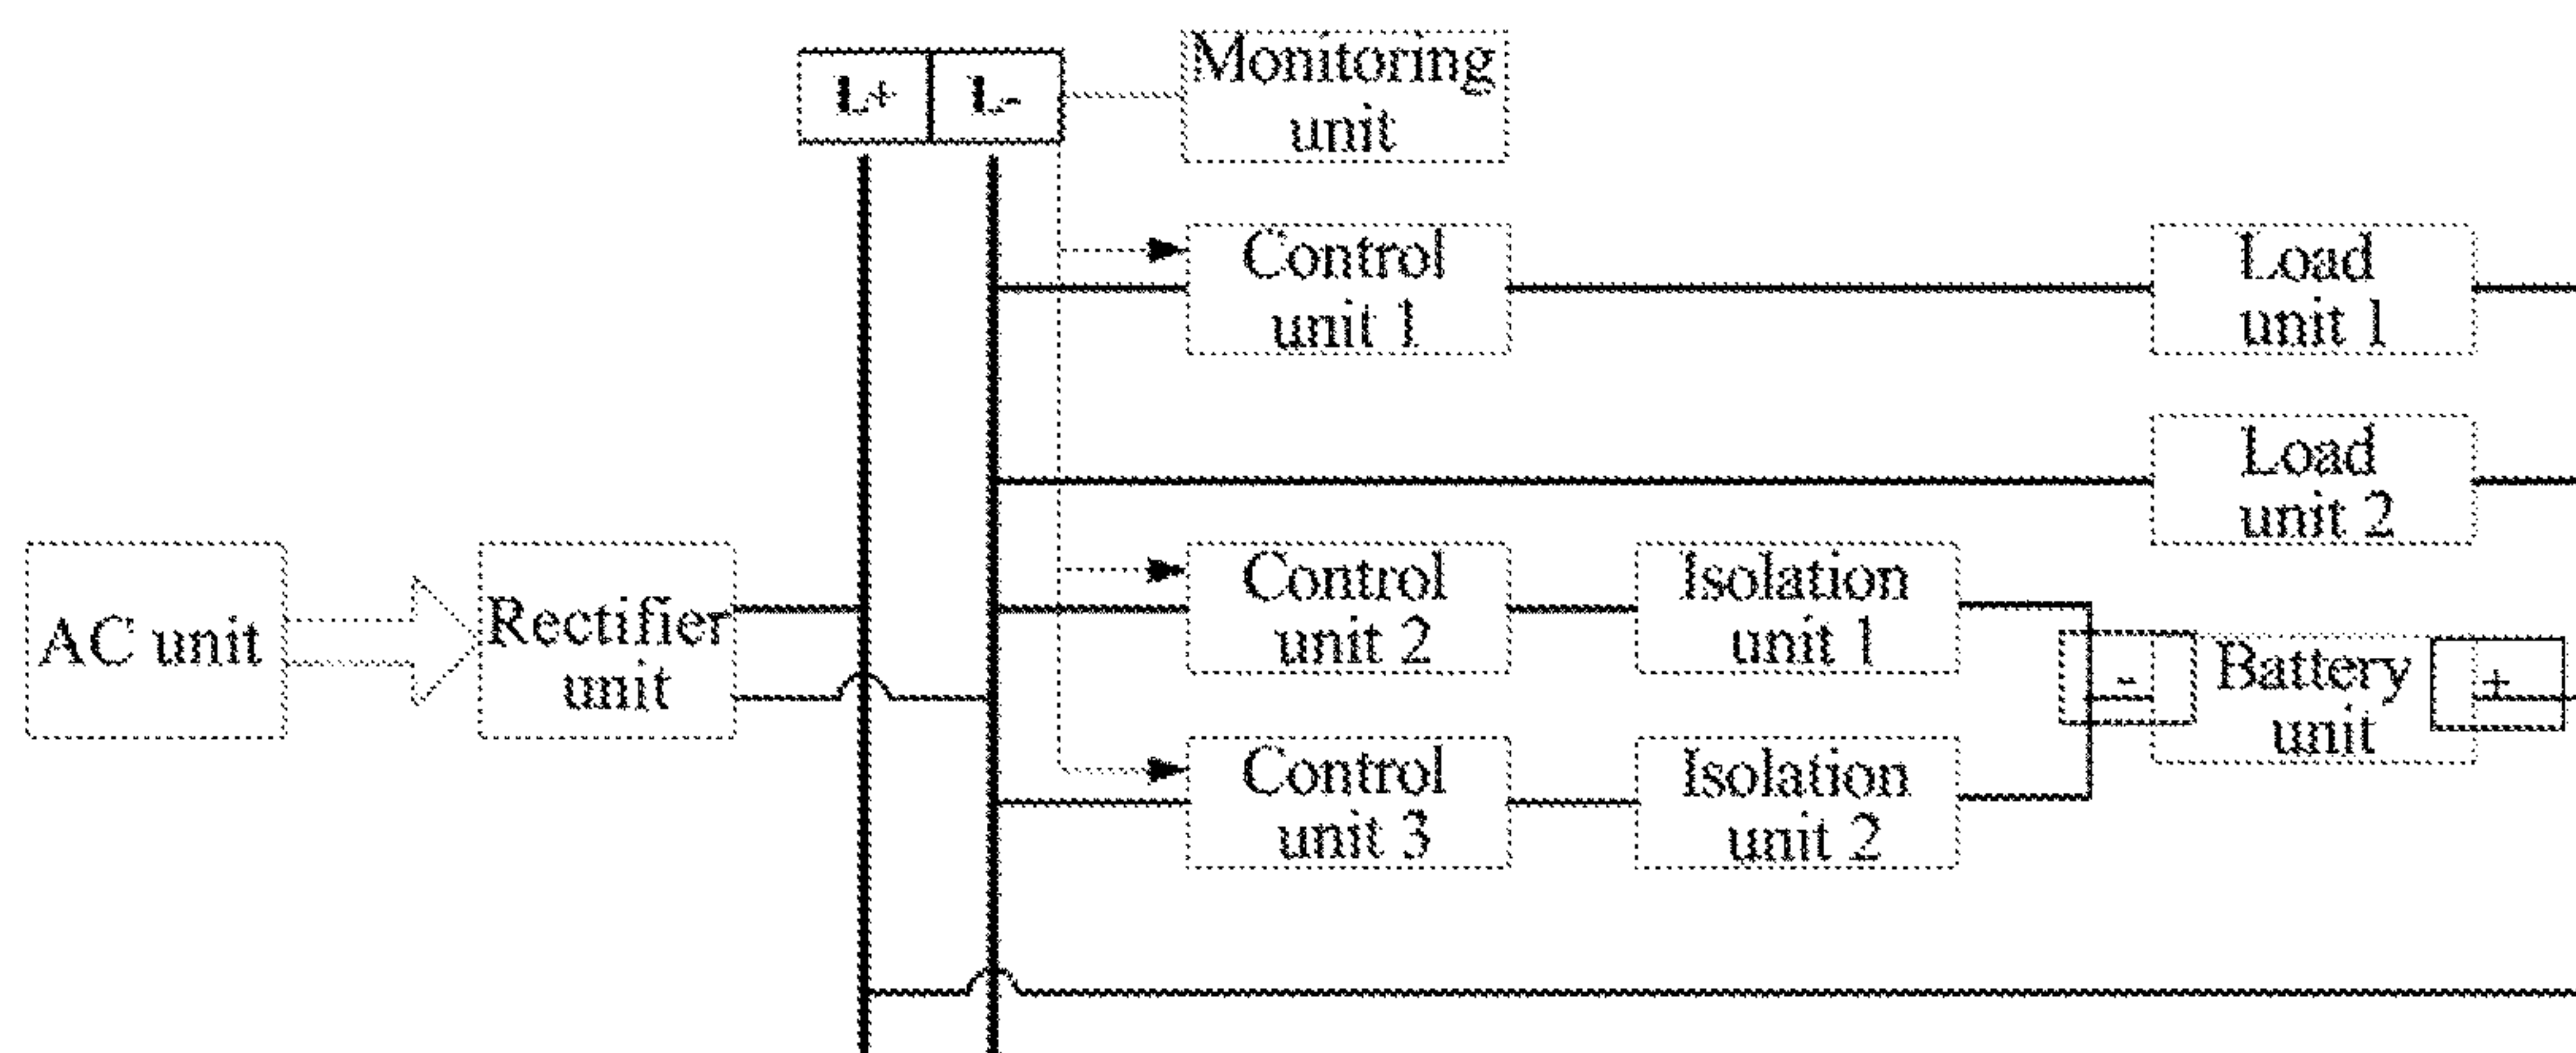 L+ L-
Monitoring
unit
Control
unit 1
Load
unit 1
Load
unit 2
AC unit
Rectifier
unit
Control
unit 2
Isolation
unit 1
-
Battery
unit
+
Control
unit 3
Isolation
unit 2